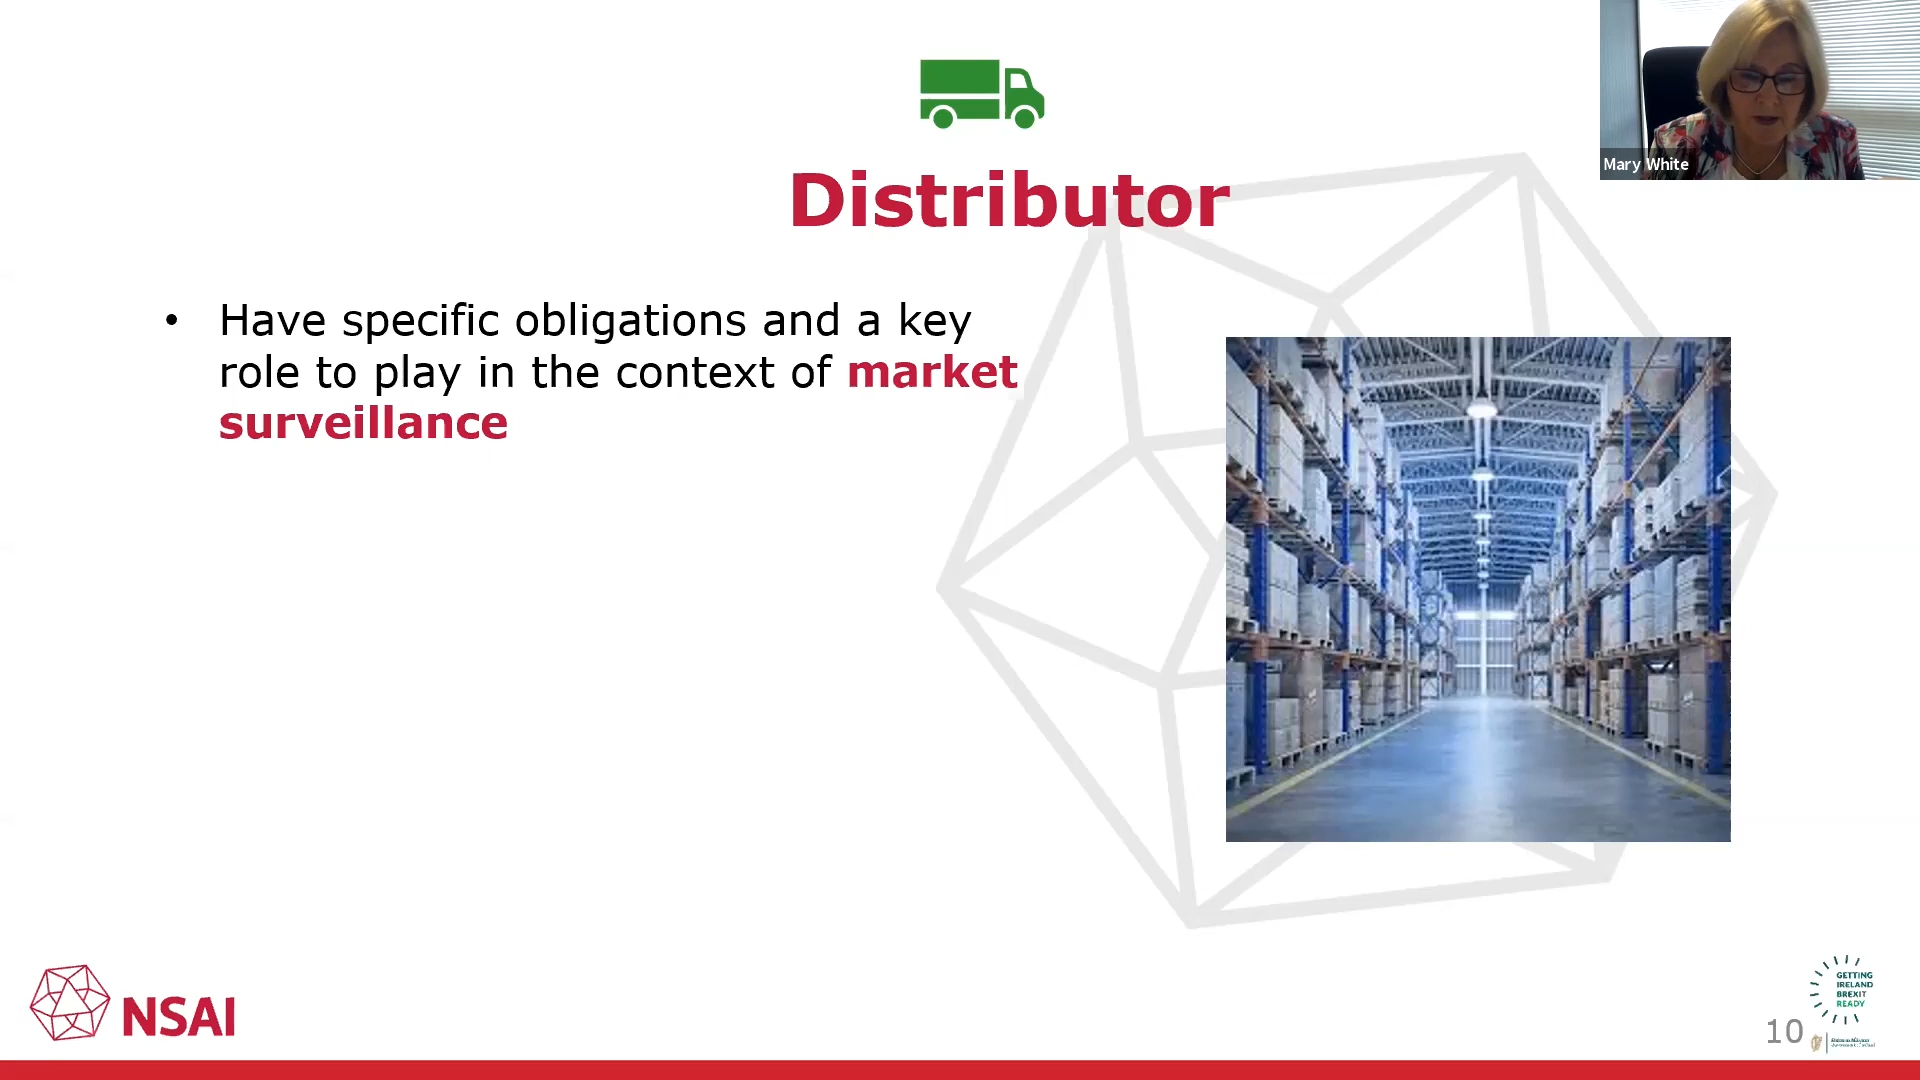 Mary White
Distributor
• Have specific obligations and a key
role to play in the context of market
surveillance
NSAI
GETTING
IRELAND
BREXIT
READY
10